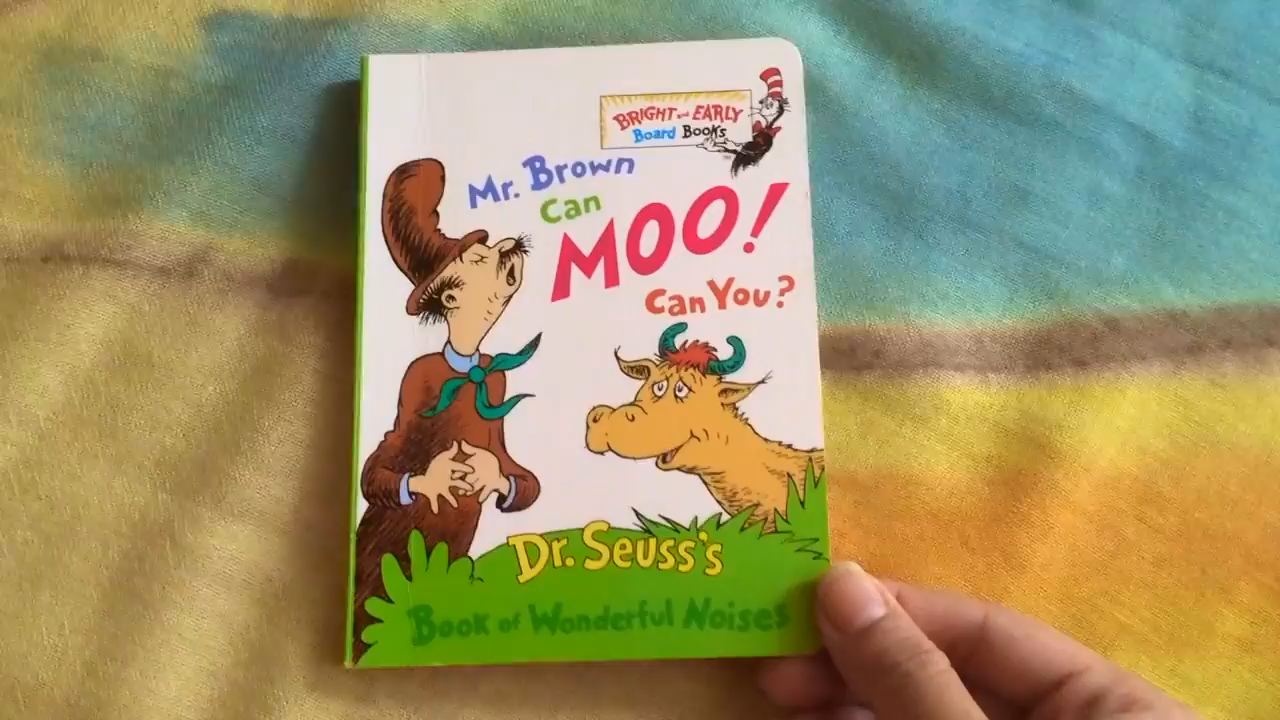 BRIGHT and EARLY
Board Books
Mr. Brown
Can
MOO!
Can You?
Dr. Seuss's
Book of Wonderful Noises